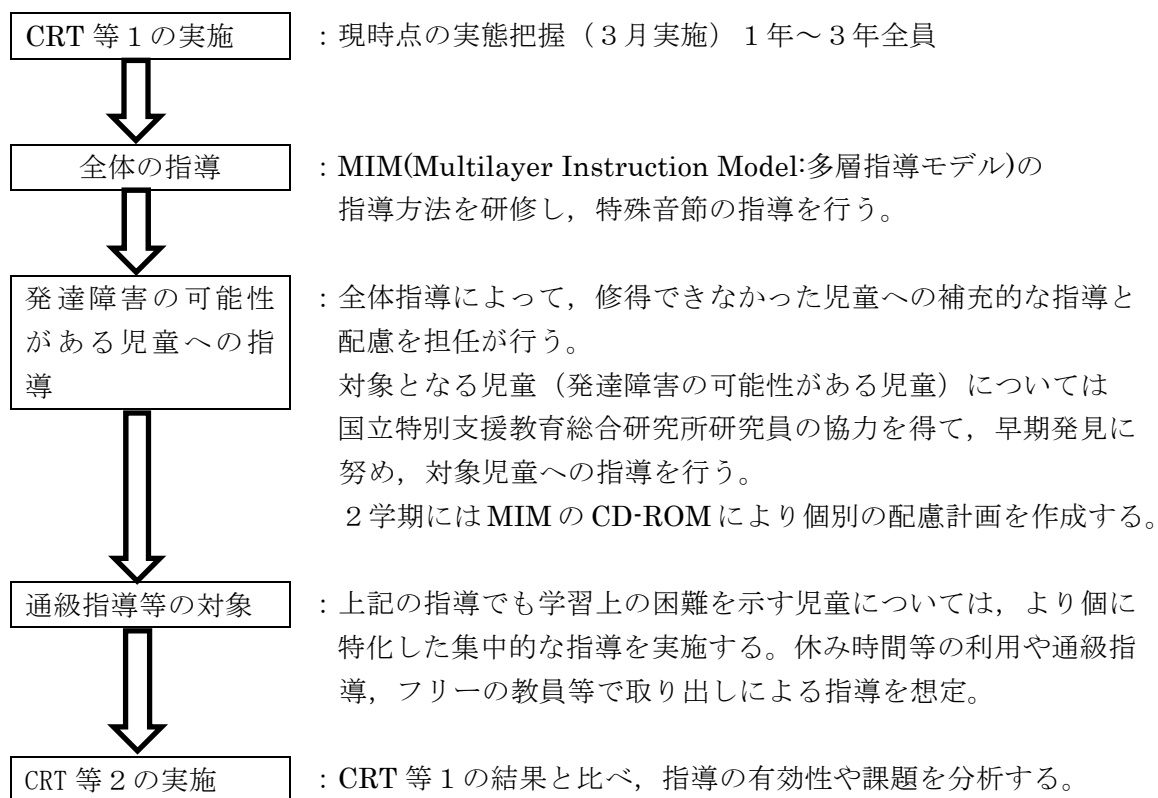 CRT 等１の実施
：現時点の実態把握（３月実施）１年～３年全員
全体の指導
：MIM(Multilayer Instruction Model:多層指導モデル)の
指導方法を研修し，特殊音節の指導を行う。
発達障害の可能性
がある児童への指
導
：全体指導によって，修得できなかった児童への補充的な指導と
配慮を担任が行う。
対象となる児童（発達障害の可能性がある児童）については
国立特別支援教育総合研究所研究員の協力を得て，早期発見に
努め，対象児童への指導を行う。
２学期には MIM の CD-ROM により個別の配慮計画を作成する。
通級指導等の対象
：上記の指導でも学習上の困難を示す児童については，より個に
特化した集中的な指導を実施する。休み時間等の利用や通級指
導，フリーの教員等で取り出しによる指導を想定。
CRT 等２の実施
：CRT 等１の結果と比べ，指導の有効性や課題を分析する。